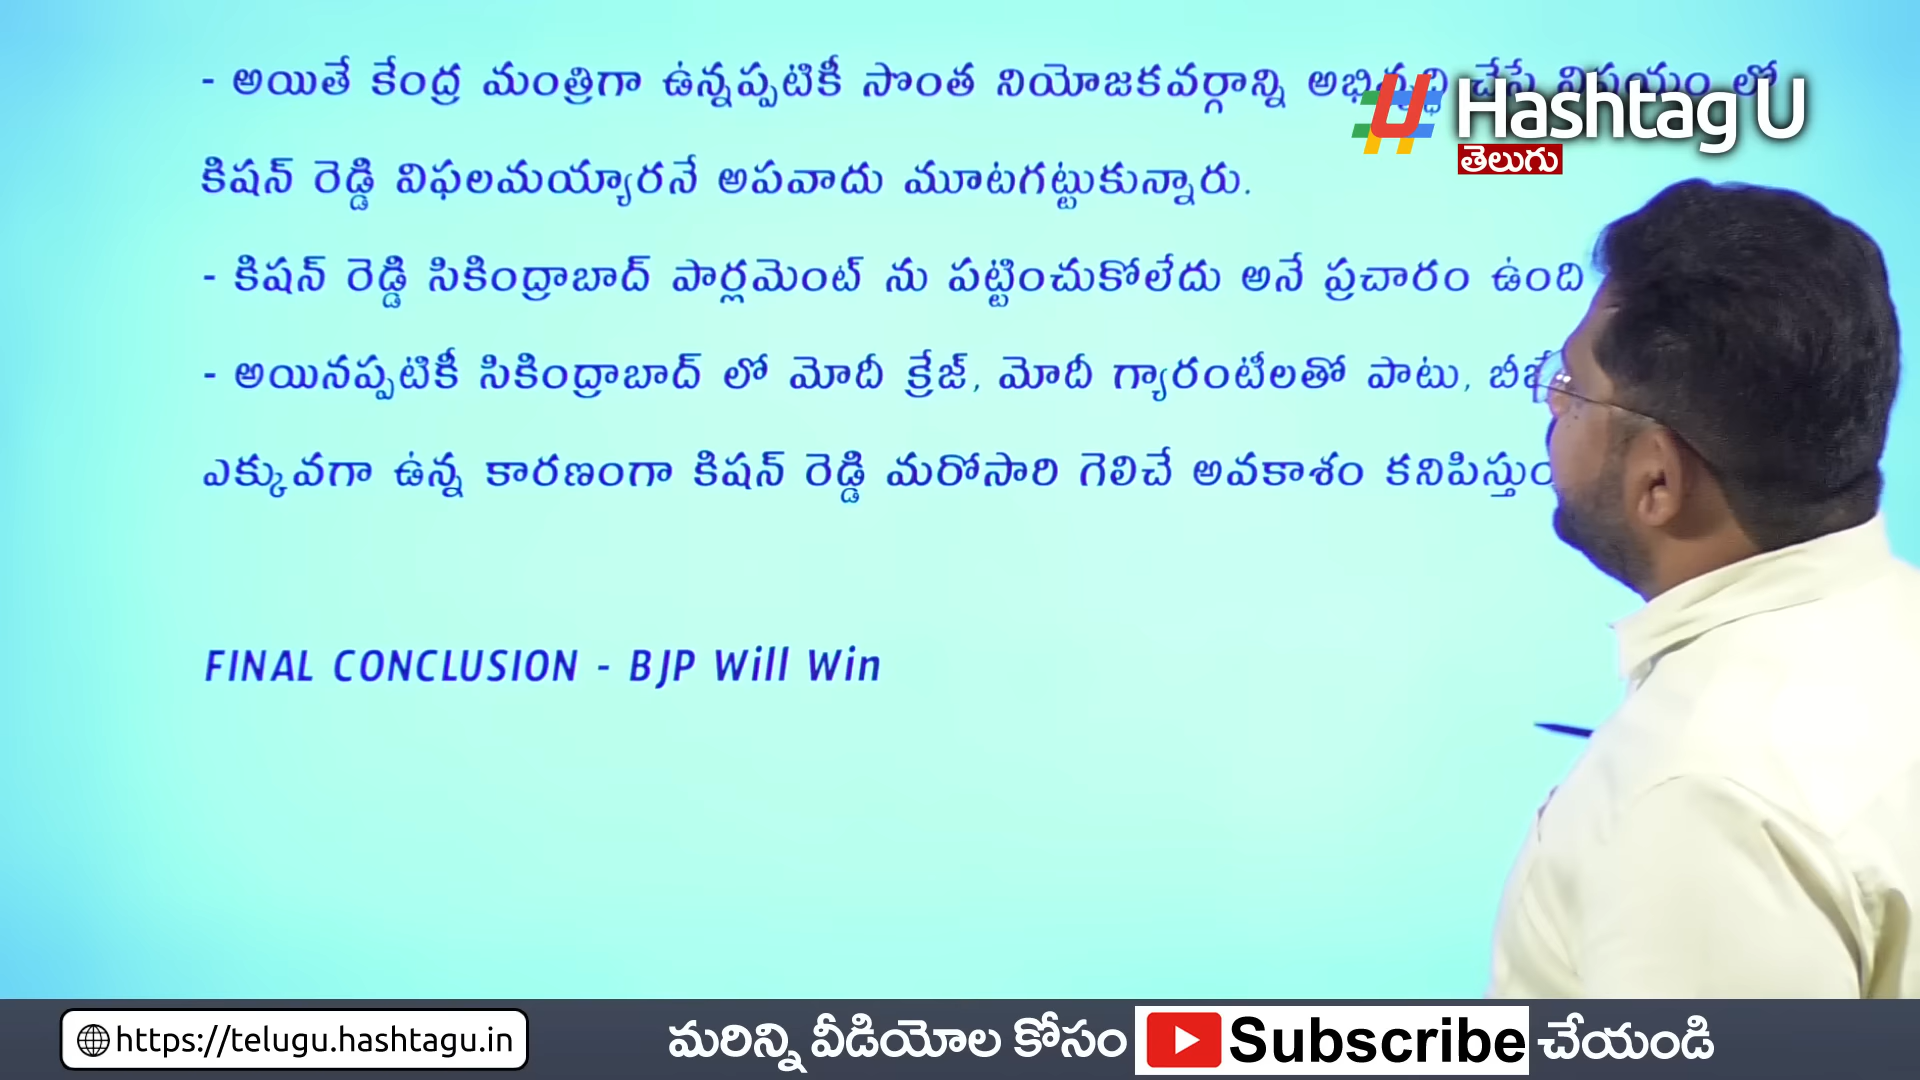 - అయితే కేంద్ర మంత్రిగా ఉన్నప్పటికీ సొంత నియోజకవర్గాన్ని అభివృద్ధి చేసే విషయం లో
Hashtag U
తెలుగు
కిషన్ రెడ్డి విఫలమయ్యారనే అపవాదు మూటగట్టుకున్నారు.
- కిషన్ రెడ్డి సికింద్రాబాద్ పార్లమెంట్ ను పట్టించుకోలేదు అనే ప్రచారం ఉంది
- అయినప్పటికీ సికింద్రాబాద్ లో మోదీ క్రేజ్, మోదీ గ్యారంటీలతో పాటు,
ఎక్కువగా ఉన్న కారణంగా కిషన్ రెడ్డి మరోసారి గెలిచే అవకాశం
FINAL CONCLUSION - BJP Will Win
https://telugu.hashtagu.in
మరిన్ని వీడియోల కోసం Subscribe చేయండి